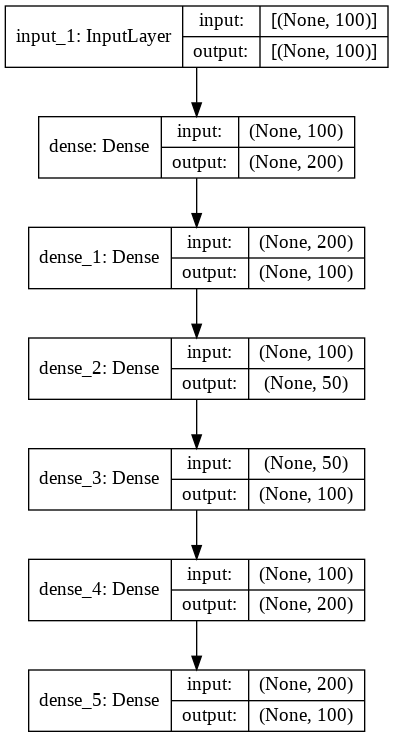 input_1: InputLayer
input:
[(None, 100)]
output:
[(None, 100)]
dense: Dense
input:
(None, 100)
output:
(None, 200)
dense_1: Dense
input:
(None, 200)
output:
(None, 100)
dense_2: Dense
input:
(None, 100)
output:
(None, 50)
dense_3: Dense
input:
(None, 50)
output:
(None, 100)
dense_4: Dense
input:
(None, 100)
output:
(None, 200)
dense_5: Dense
input:
(None, 200)
output:
(None, 100)